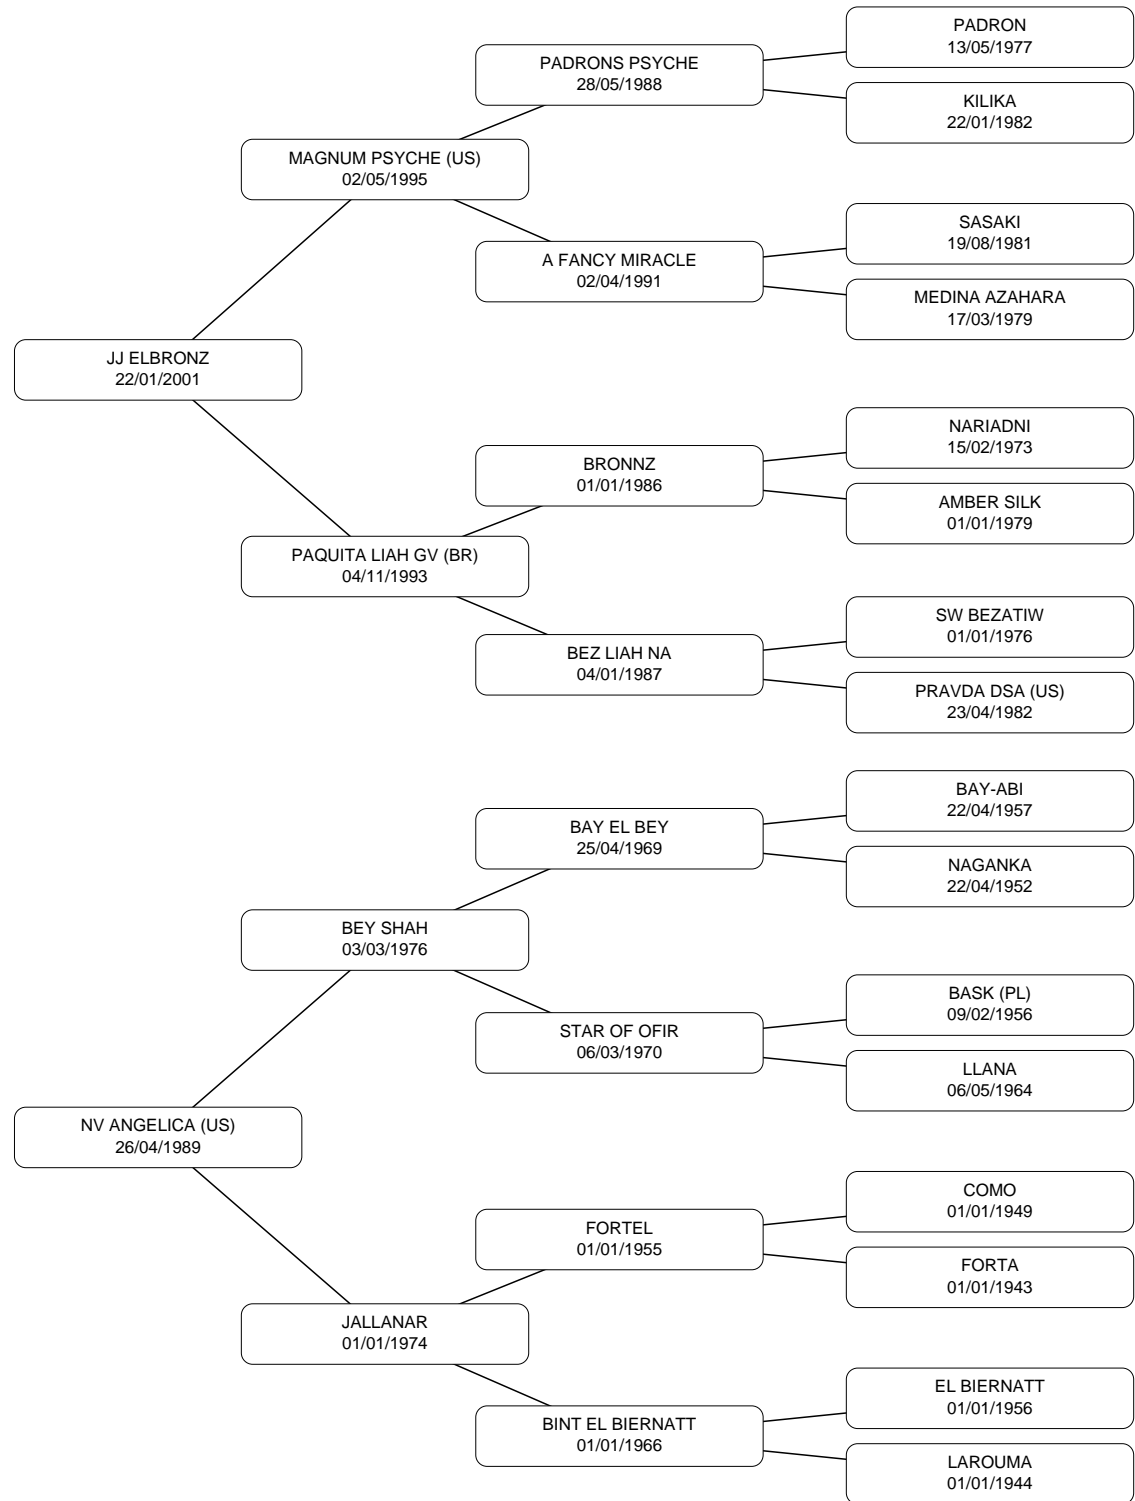 PADRON
13/05/1977
PADRONS PSYCHE
28/05/1988
KILIKA
22/01/1982
MAGNUM PSYCHE (US)
02/05/1995
SASAKI
19/08/1981
A FANCY MIRACLE
02/04/1991
MEDINA AZAHARA
17/03/1979
JJ ELBRONZ
22/01/2001
NARIADNI
15/02/1973
BRONNZ
01/01/1986
AMBER SILK
01/01/1979
PAQUITA LIAH GV (BR)
04/11/1993
SW BEZATIW
01/01/1976
BEZ LIAH NA
04/01/1987
PRAVDA DSA (US)
23/04/1982
BAY-ABI
22/04/1957
BAY EL BEY
25/04/1969
NAGANKA
22/04/1952
BEY SHAH
03/03/1976
BASK (PL)
09/02/1956
STAR OF OFIR
06/03/1970
LLANA
06/05/1964
NV ANGELICA (US)
26/04/1989
COMO
01/01/1949
FORTEL
01/01/1955
FORTA
01/01/1943
JALLANAR
01/01/1974
EL BIERNATT
01/01/1956
BINT EL BIERNATT
01/01/1966
LAROUMA
01/01/1944